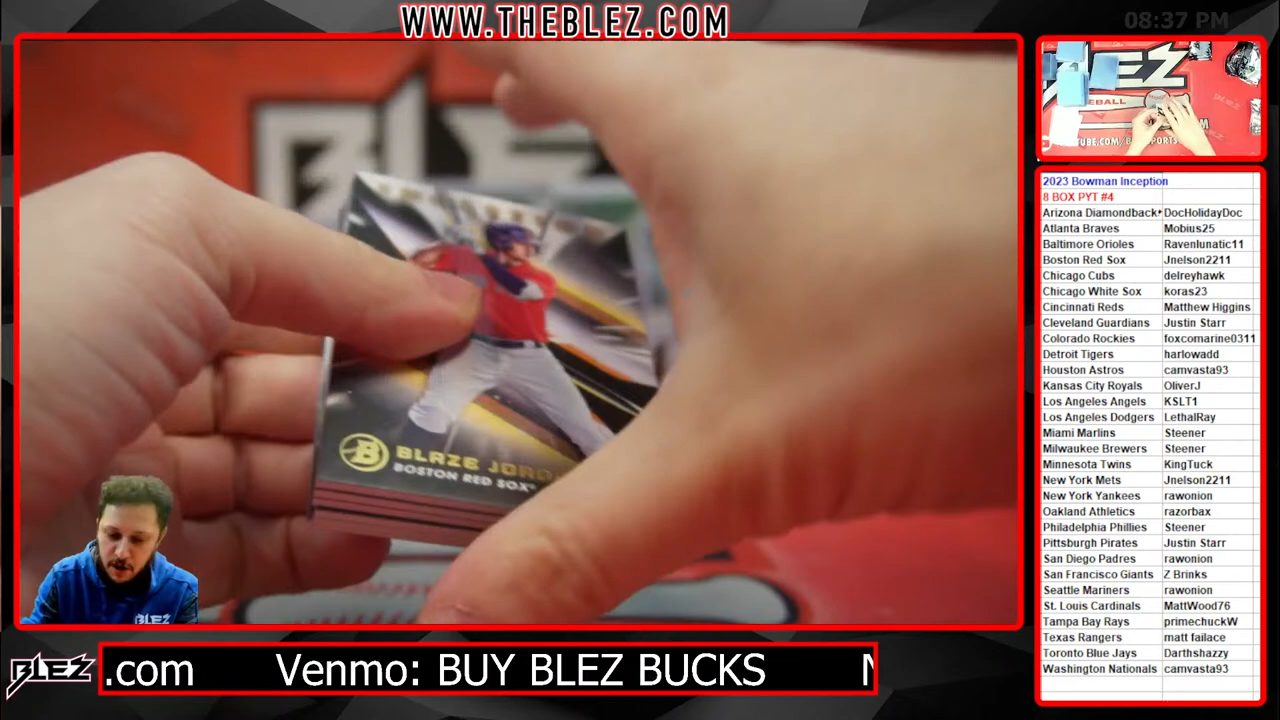 WWW.THEBLEZ.COM
08:37 PM
BLAZE JORD
BOSTON RED SOX
BLEZ
2023 Bowman Inception
8 BOX PYT #4
Arizona Diamondback DocHolidayDoc
Atlanta Braves Mobius25
Baltimore Orioles Ravenlunatic11
Boston Red Sox Jnelson2211
Chicago Cubs delreyhawk
Chicago White Sox koras23
Cincinnati Reds Matthew Higgins
Cleveland Guardians Justin Starr
Colorado Rockies foxcomarine0311
Detroit Tigers harlowadd
Houston Astros camvasta93
Kansas City Royals OliverJ
Los Angeles Angels KSLT1
Los Angeles Dodgers LethalRay
Miami Marlins Steener
Milwaukee Brewers Steener
Minnesota Twins KingTuck
New York Mets Jnelson2211
New York Yankees rawonion
Oakland Athletics razorbax
Philadelphia Phillies Steener
Pittsburgh Pirates Justin Starr
San Diego Padres rawonion
San Francisco Giants Z Brinks
Seattle Mariners rawonion
St. Louis Cardinals MattWood76
Tampa Bay Rays primechuckW
Texas Rangers matt failace
Toronto Blue Jays Darthshazzy
Washington Nationals camvasta93
BLEZ
.com Venmo: BUY BLEZ BUCKS